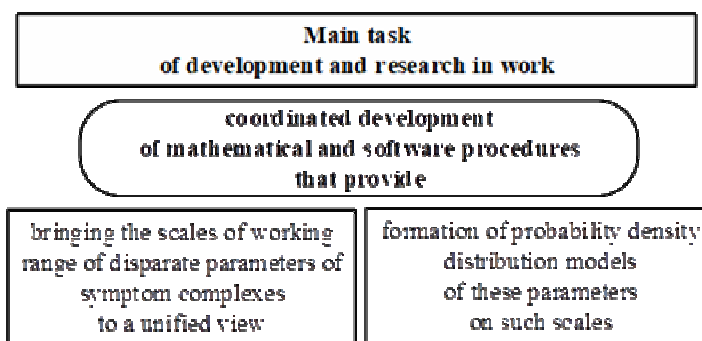 Main task
of development and research in work
coordinated development
of mathematical and software procedures
that provide
bringing the scales of working
range of disparate parameters of
symptom complexes
to a unified view
formation of probability density
distribution models
of these parameters
on such scales